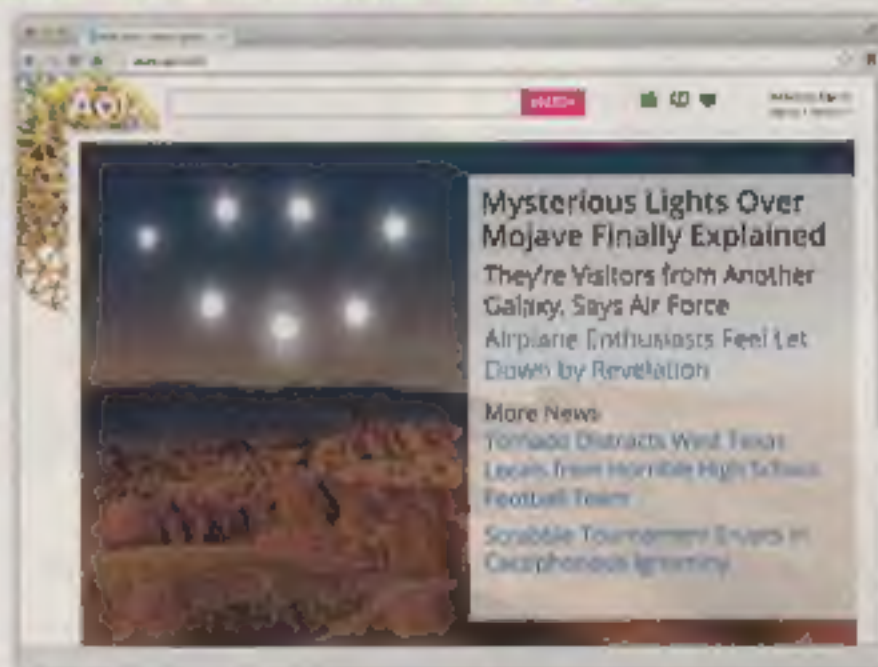 Aol.
Mysterious Lights Over
Mojave Finally Explained
They're Visitors from Another
Galaxy, Says Air Force
Airplane Enthusiasts Feel Let
Down by Revelation
More News
Tornado Distracts West Texas
Locals from Horrible High School
Football Team
Scrabble Tournament Erupts in
Cacophonous Ignominy